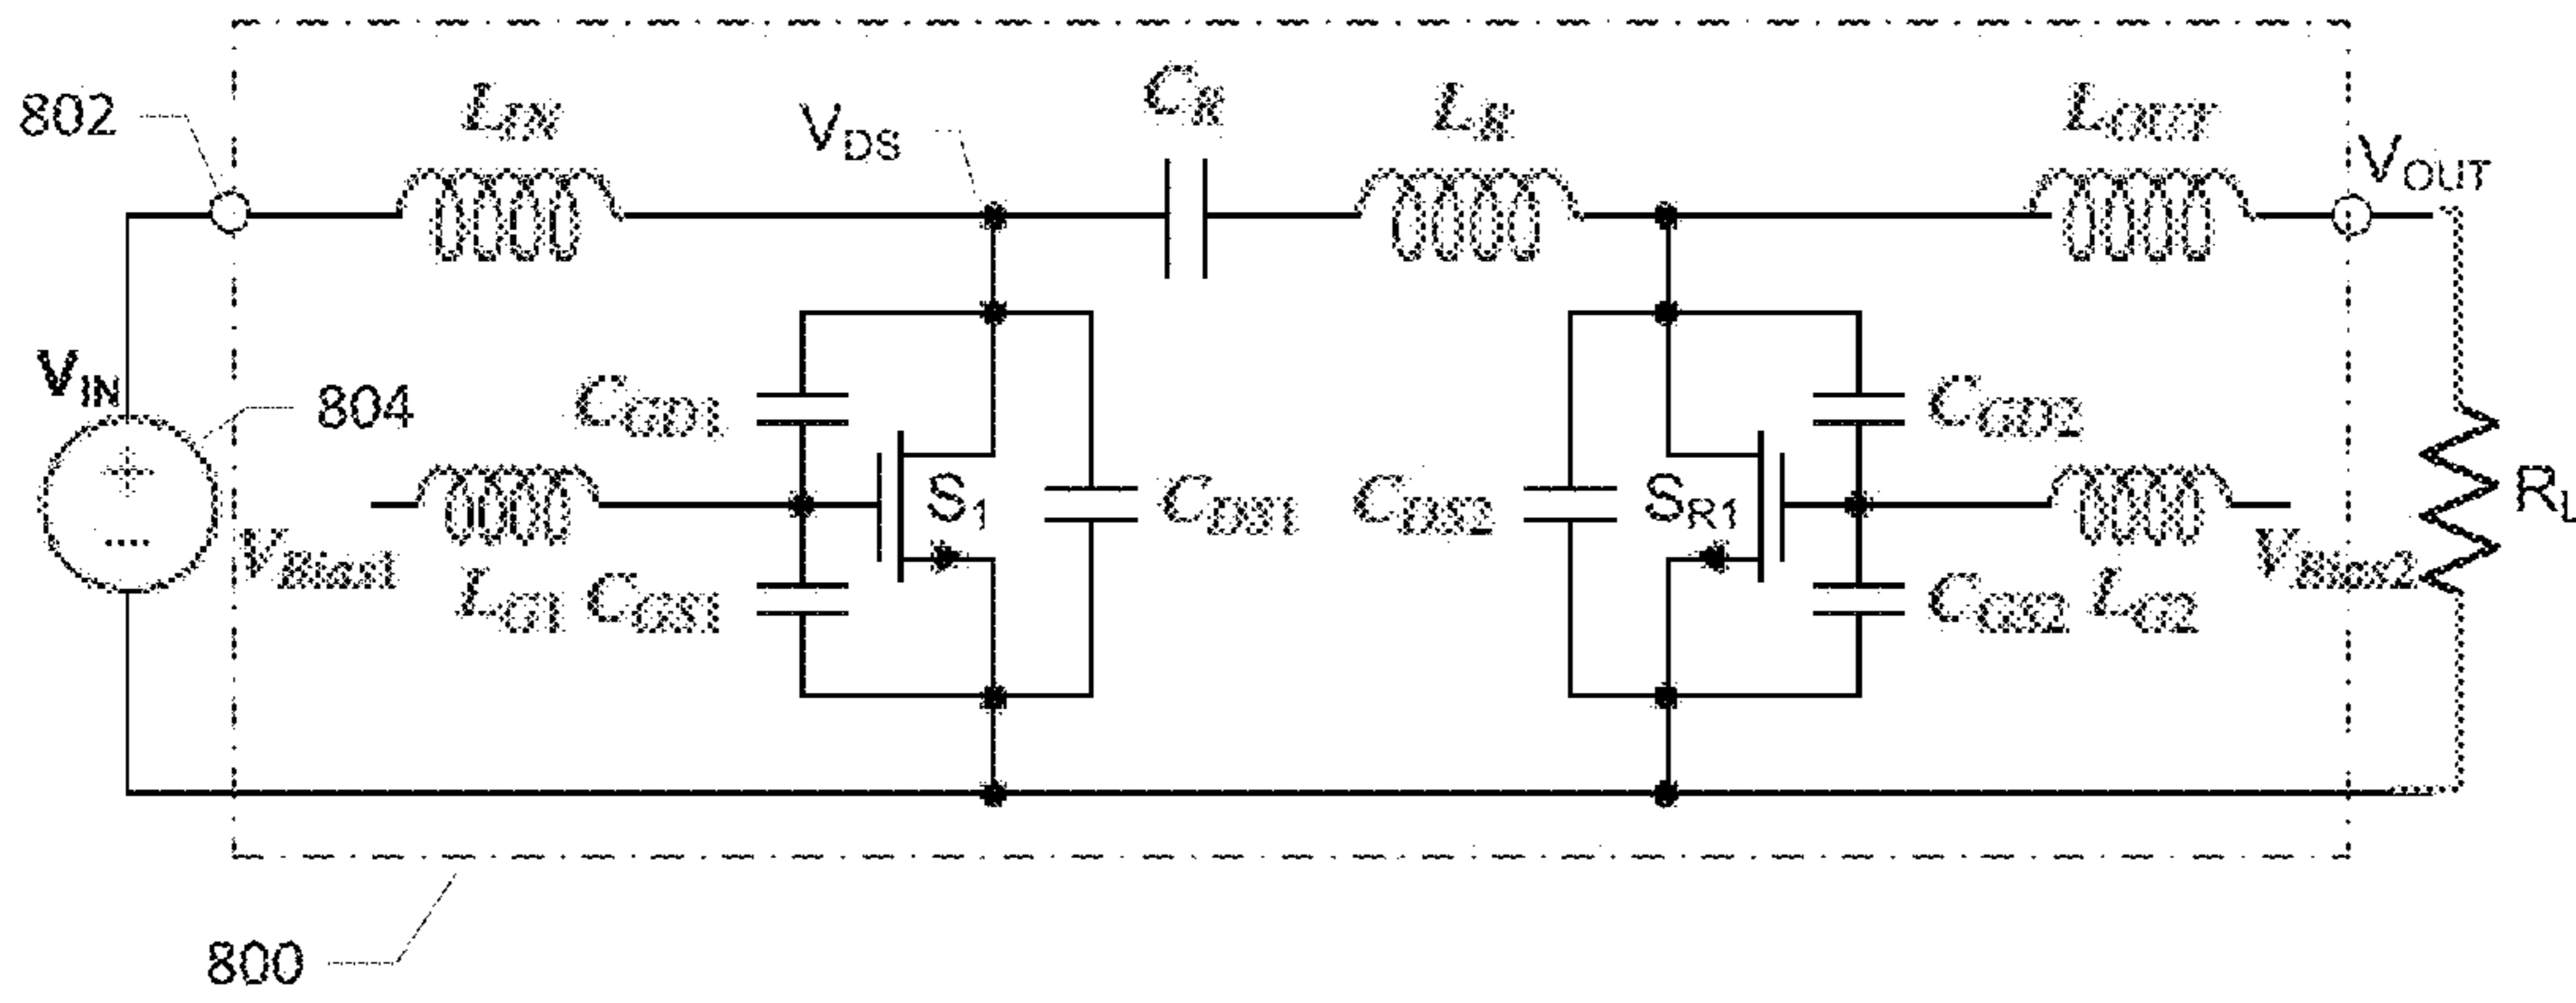 802
L_IN
V_DS
C_R
L_R
L_OUT
V_OUT
V_IN
804
+
V_Bias1
L_G1
C_GD1
C_GS1
S_1
C_DS1
C_DS2
S_R1
C_GD2
C_GS2
L_G2
V_Bias2
R_L
800